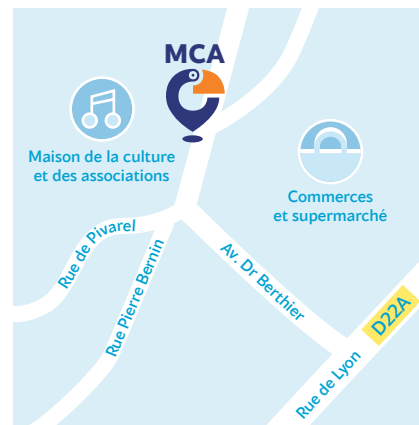 MCA
Maison de la culture
et des associations
Commerces
et supermarché
Rue de Pivarel
Rue Pierre Bernin
Av. Dr Berthier
D22A
Rue de Lyon